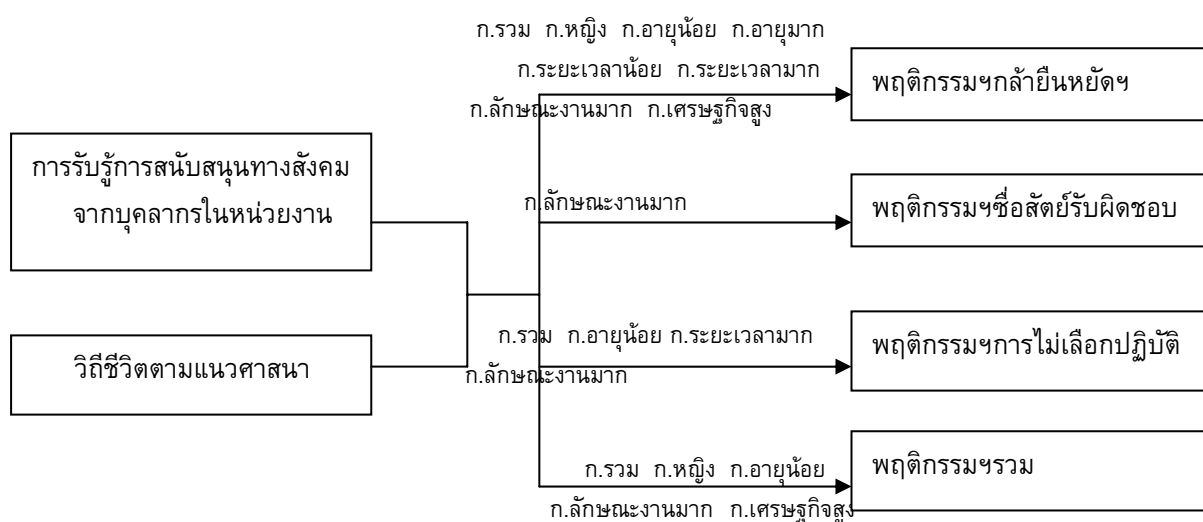 ก.รวม ก.หญิง ก.อายุน้อย ก.อายุมาก
ก.ระยะเวลาน้อย ก.ระยะเวลามาก
ก.ลักษณะงานมาก ก.เศรษฐกิจสูง
พฤติกรรมฯกล้ายืนหยัดฯ
การรับรู้การสนับสนุนทางสังคม
จากบุคลากรในหน่วยงาน
ก.ลักษณะงานมาก
พฤติกรรมฯซื่อสัตย์รับผิดชอบ
วิถีชีวิตตามแนวศาสนา
ก.รวม ก.อายุน้อย ก.ระยะเวลามาก
ก.ลักษณะงานมาก
พฤติกรรมฯการไม่เลือกปฏิบัติ
ก.รวม ก.หญิง ก.อายุน้อย
ก.ลักษณะงานมาก ก.เศรษฐกิจสูง
พฤติกรรมฯรวม